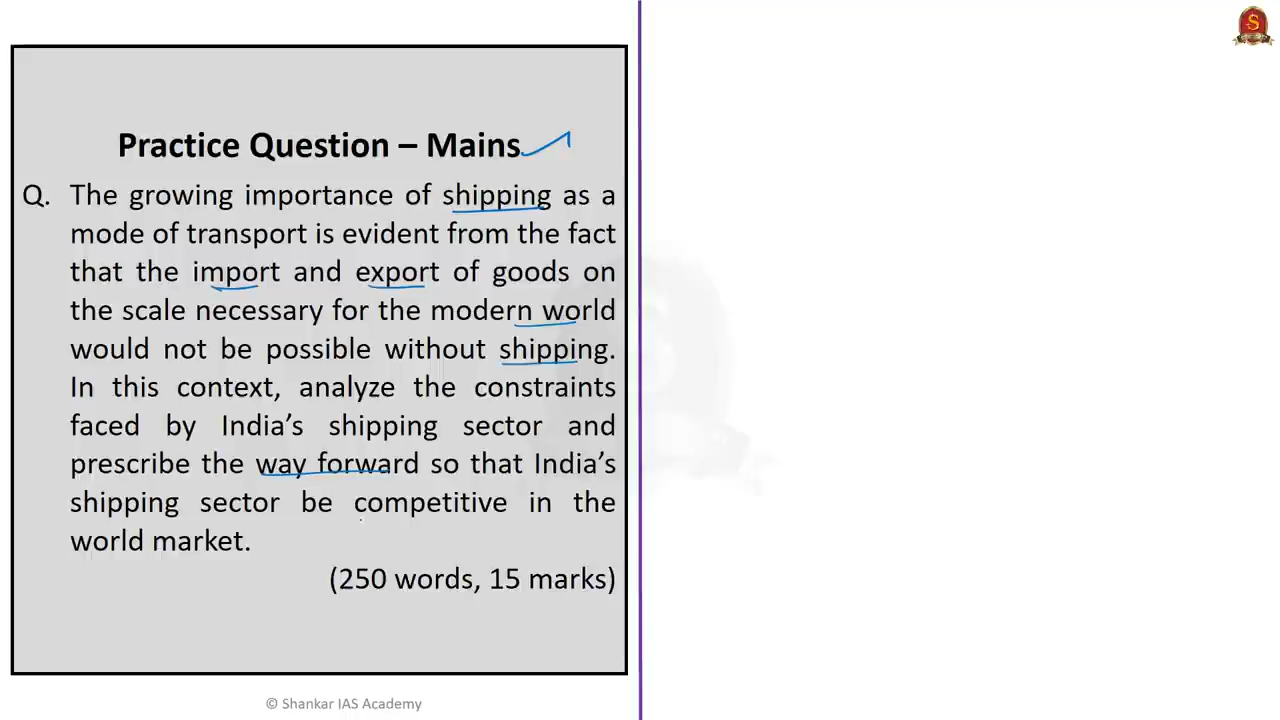 Practice Question – Mains
Q. The growing importance of shipping as a
mode of transport is evident from the fact
that the import and export of goods on
the scale necessary for the modern world
would not be possible without shipping.
In this context, analyze the constraints
faced by India’s shipping sector and
prescribe the way forward so that India’s
shipping sector be competitive in the
world market.
(250 words, 15 marks)
© Shankar IAS Academy
S